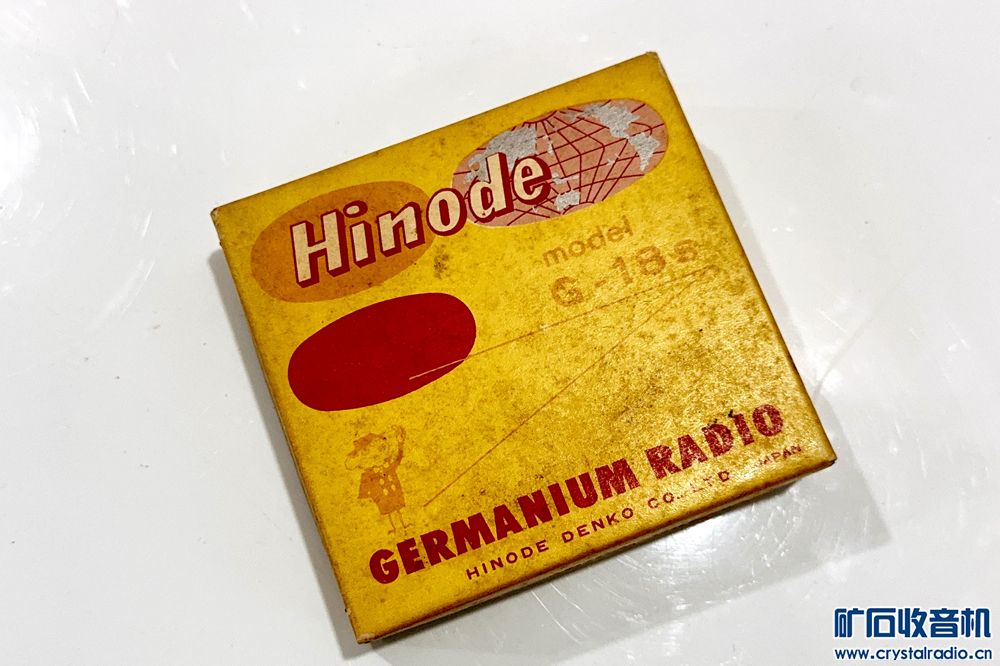 Hinode
model
G-18s
GERMANIUM RADIO
HINODE DENKO CO., LTD JAPAN
矿石收音机
www.crystalradio.cn